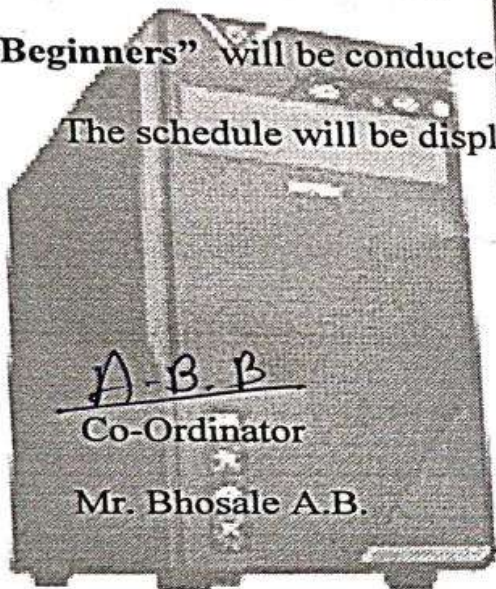 Beginners” will be conducte
The schedule will be displ
A-B. B
Co-Ordinator
Mr. Bhosale A.B.